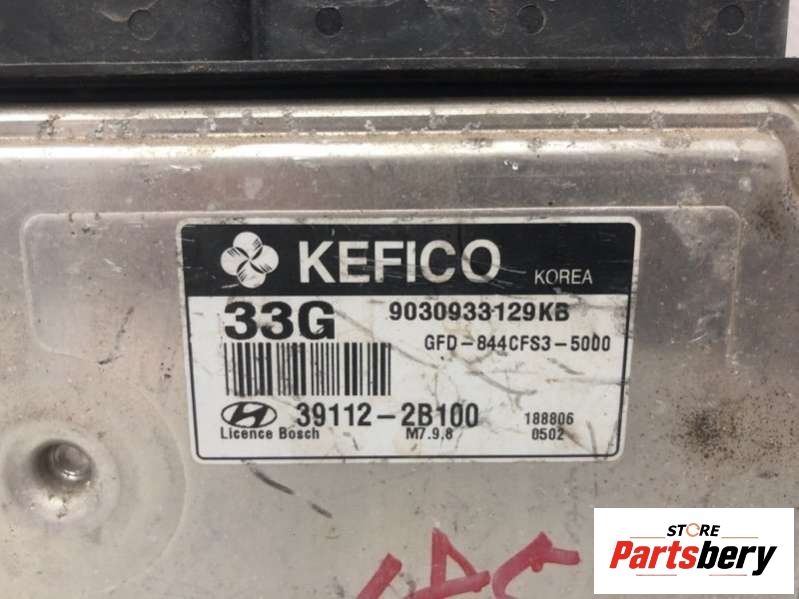 KEFICO KOREA
33G 9030933129KB
GFD-844CFS3-5000
39112-2B100 188806
Licence Bosch M7.9.8 0502
STORE
Partsbery